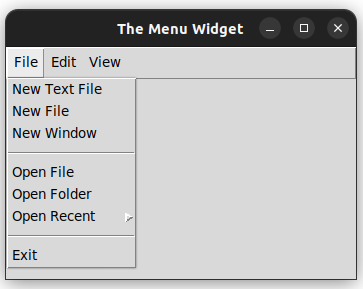 The Menu Widget
File Edit View
New Text File
New File
New Window
Open File
Open Folder
Open Recent
Exit